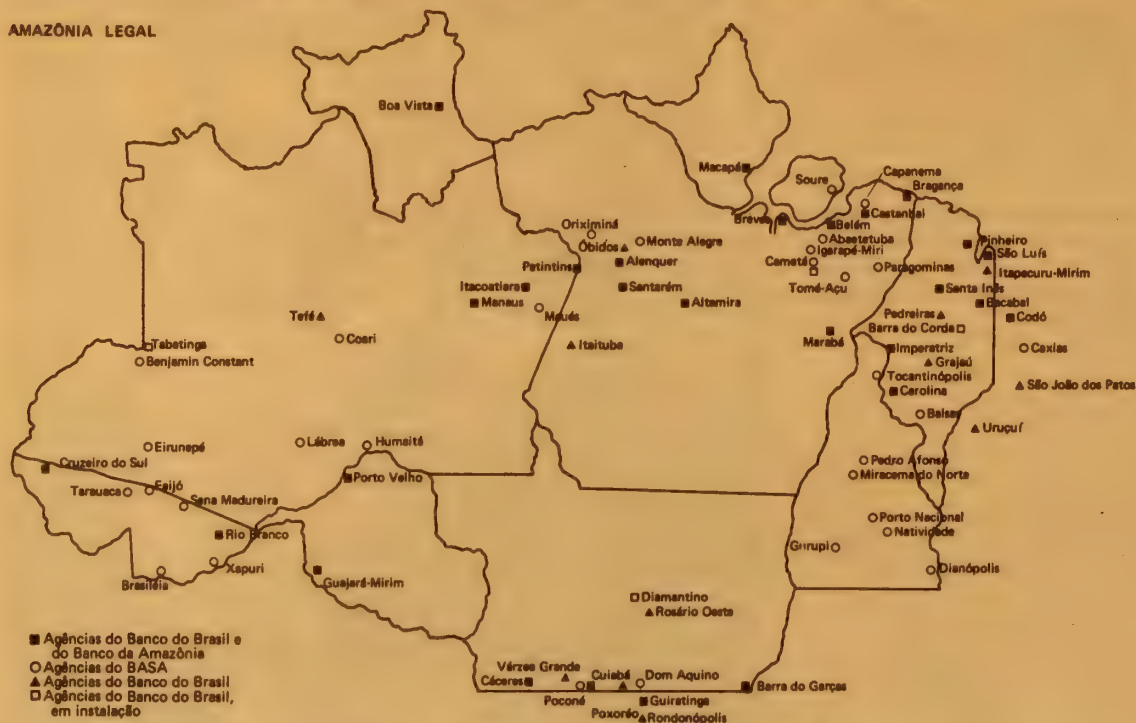 AMAZÔNIA LEGAL
Boa Vista
Macapá
Soure
Capanema
Bragança
Castanhal
Breves
Belém
Oriximiná
Óbidos
Monte Alegre
Abaetetuba
Igarapé-Miri
Pinheiro
São Luís
Parintins
Alenquer
Cametá
Paragominas
Itapecuru-Mirim
Itacoatiara
Santarém
Tomé-Açu
Santa Inês
Manaus
Maués
Altamira
Bacabal
Tefé
Pedreiras
Codó
Coari
Itaituba
Marabá
Barra do Corda
Tabatinga
Imperatriz
Caxias
Benjamin Constant
Grajaú
Tocantinópolis
São João dos Patos
Carolina
Balsas
Uruçuí
Eirunepé
Lábrea
Humaitá
Cruzeiro do Sul
Pedro Afonso
Porto Velho
Miracema do Norte
Tarauaca
Feijó
Sena Madureira
Porto Nacional
Rio Branco
Natividade
Gurupi
Xapuri
Brasiléia
Guajará-Mirim
Dianópolis
Diamantino
Rosário Oeste
Agências do Banco do Brasil e
do Banco da Amazônia
Agências do BASA
Agências do Banco do Brasil
Agências do Banco do Brasil,
em instalação
Várzea Grande
Cáceres
Cuiabá
Dom Aquino
Barra do Garças
Poconé
Guiratinga
Poxoréo
Rondonópolis